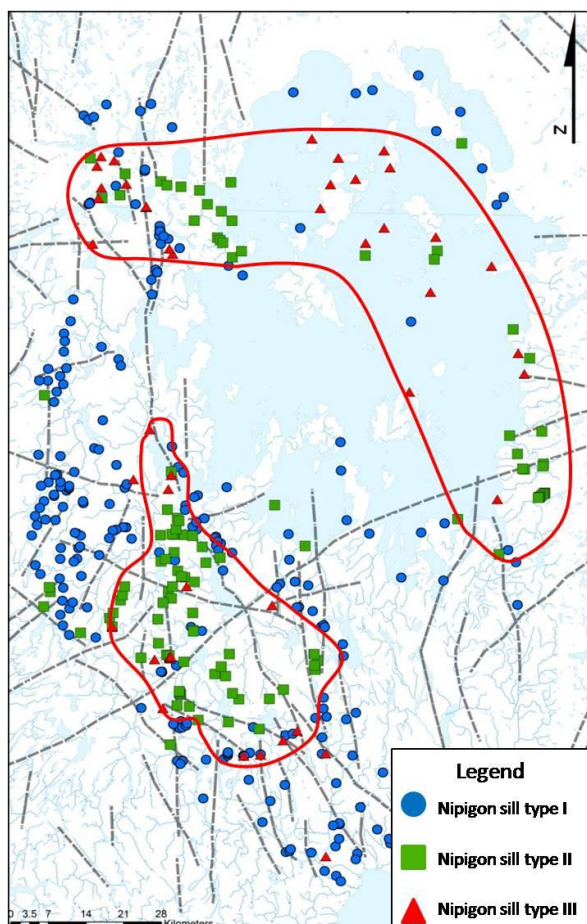 N
Legend
Nipigon sill type I
Nipigon sill type II
Nipigon sill type III
0 3.5 7 14 21 28
Kilometers